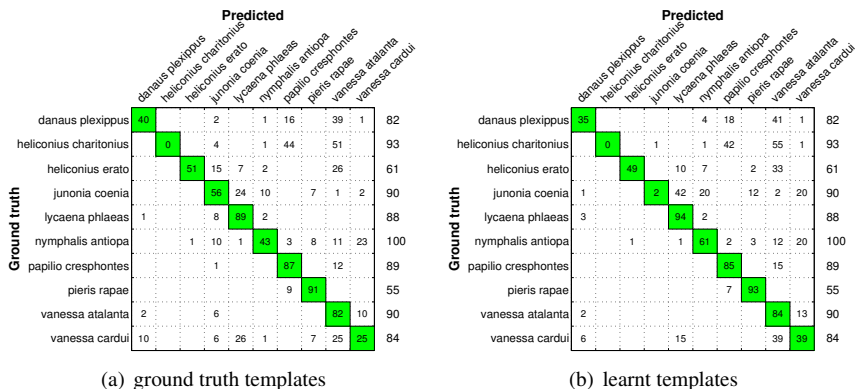 Predicted
danaus plexippus
heliconius charitonius
heliconius erato
junonia coenia
lycaena phlaeas
nymphalis antiopa
papilio cresphontes
pieris rapae
vanessa atalanta
vanessa cardui
Ground truth
danaus plexippus 40 2 1 16 39 1 82
heliconius charitonius 0 4 1 44 51 93
heliconius erato 51 15 7 2 26 61
junonia coenia 56 24 10 7 1 2 90
lycaena phlaeas 1 8 89 2 88
nymphalis antiopa 1 10 1 43 3 8 11 23 100
papilio cresphontes 1 87 12 89
pieris rapae 9 91 55
vanessa atalanta 2 6 82 10 90
vanessa cardui 10 6 26 1 7 25 25 84
(a) ground truth templates
Predicted
danaus plexippus
heliconius charitonius
heliconius erato
junonia coenia
lycaena phlaeas
nymphalis antiopa
papilio cresphontes
pieris rapae
vanessa atalanta
vanessa cardui
Ground truth
danaus plexippus 35 4 18 41 1 82
heliconius charitonius 0 1 1 42 55 1 93
heliconius erato 49 10 7 2 33 61
junonia coenia 1 2 42 20 12 2 20 90
lycaena phlaeas 3 94 2 88
nymphalis antiopa 1 1 61 2 3 12 20 100
papilio cresphontes 85 15 89
pieris rapae 7 93 55
vanessa atalanta 2 84 13 90
vanessa cardui 6 15 39 39 84
(b) learnt templates